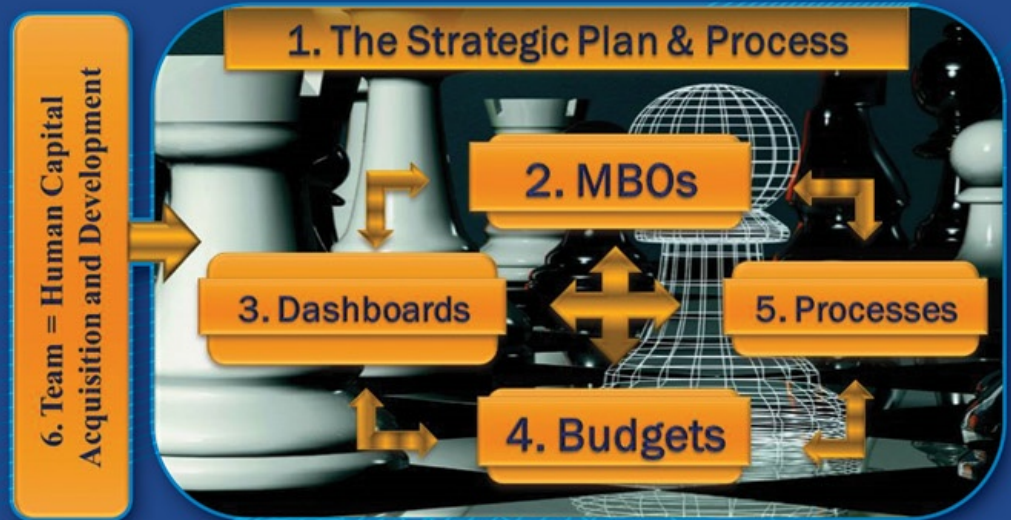 1. The Strategic Plan & Process
6. Team = Human Capital
Acquisition and Development
2. MBOs
3. Dashboards
5. Processes
4. Budgets